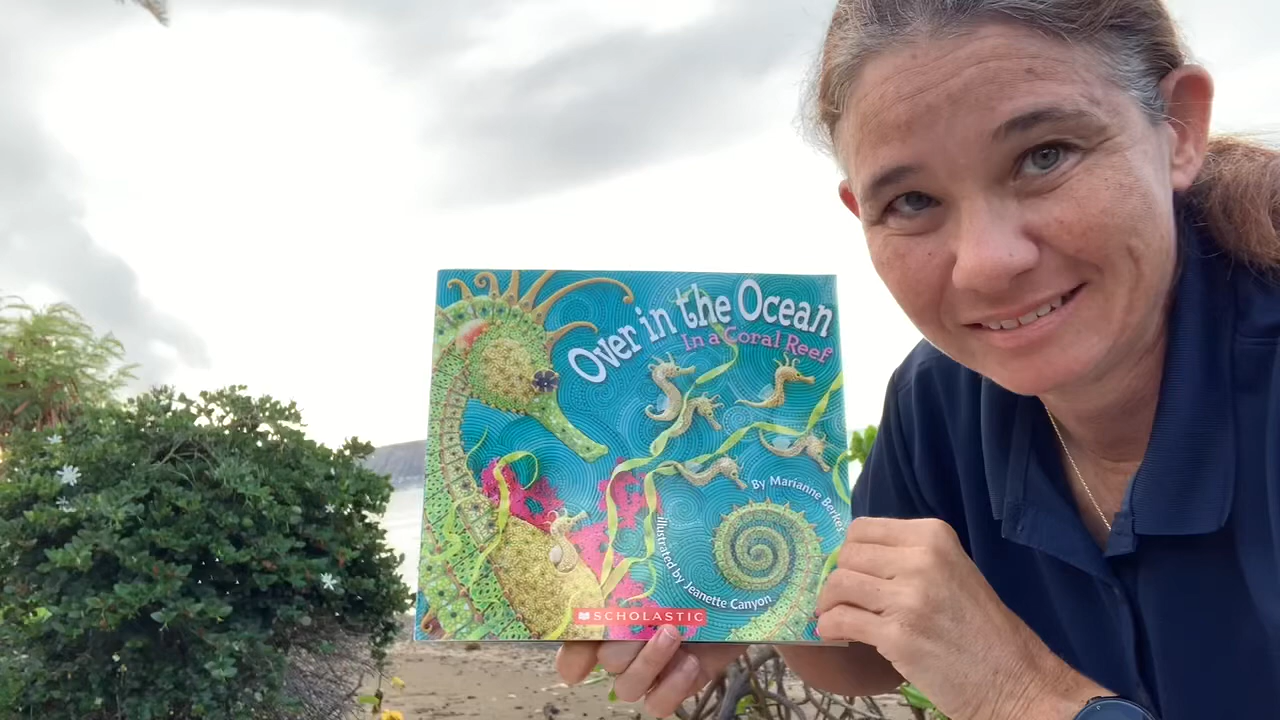 Over in the Ocean
In a Coral Reef
By Marianne Berkes
Illustrated by Jeanette Canyon
SCHOLASTIC